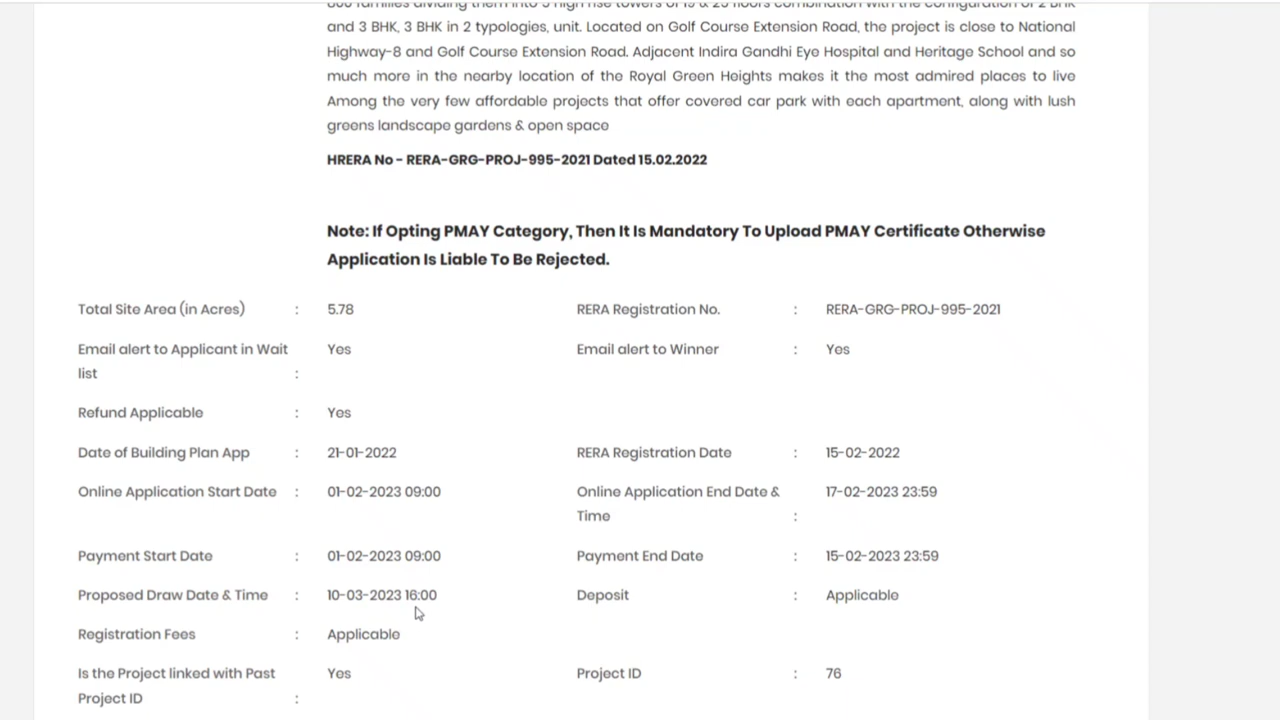 and 3 BHK, 3 BHK in 2 typologies, unit. Located on Golf Course Extension Road, the project is close to National
Highway-8 and Golf Course Extension Road. Adjacent Indira Gandhi Eye Hospital and Heritage School and so
much more in the nearby location of the Royal Green Heights makes it the most admired places to live
Among the very few affordable projects that offer covered car park with each apartment, along with lush
greens landscape gardens & open space
HRERA No - RERA-GRG-PROJ-995-2021 Dated 15.02.2022
Note: If Opting PMAY Category, Then It Is Mandatory To Upload PMAY Certificate Otherwise
Application Is Liable To Be Rejected.
Total Site Area (in Acres) : 5.78 RERA Registration No. : RERA-GRG-PROJ-995-2021
Email alert to Applicant in Wait Yes Email alert to Winner : Yes
list :
Refund Applicable : Yes
Date of Building Plan App : 21-01-2022 RERA Registration Date : 15-02-2022
Online Application Start Date : 01-02-2023 09:00 Online Application End Date & 17-02-2023 23:59
Time :
Payment Start Date : 01-02-2023 09:00 Payment End Date : 15-02-2023 23:59
Proposed Draw Date & Time : 10-03-2023 16:00 Deposit : Applicable
Registration Fees : Applicable
Is the Project linked with Past Yes Project ID : 76
Project ID :